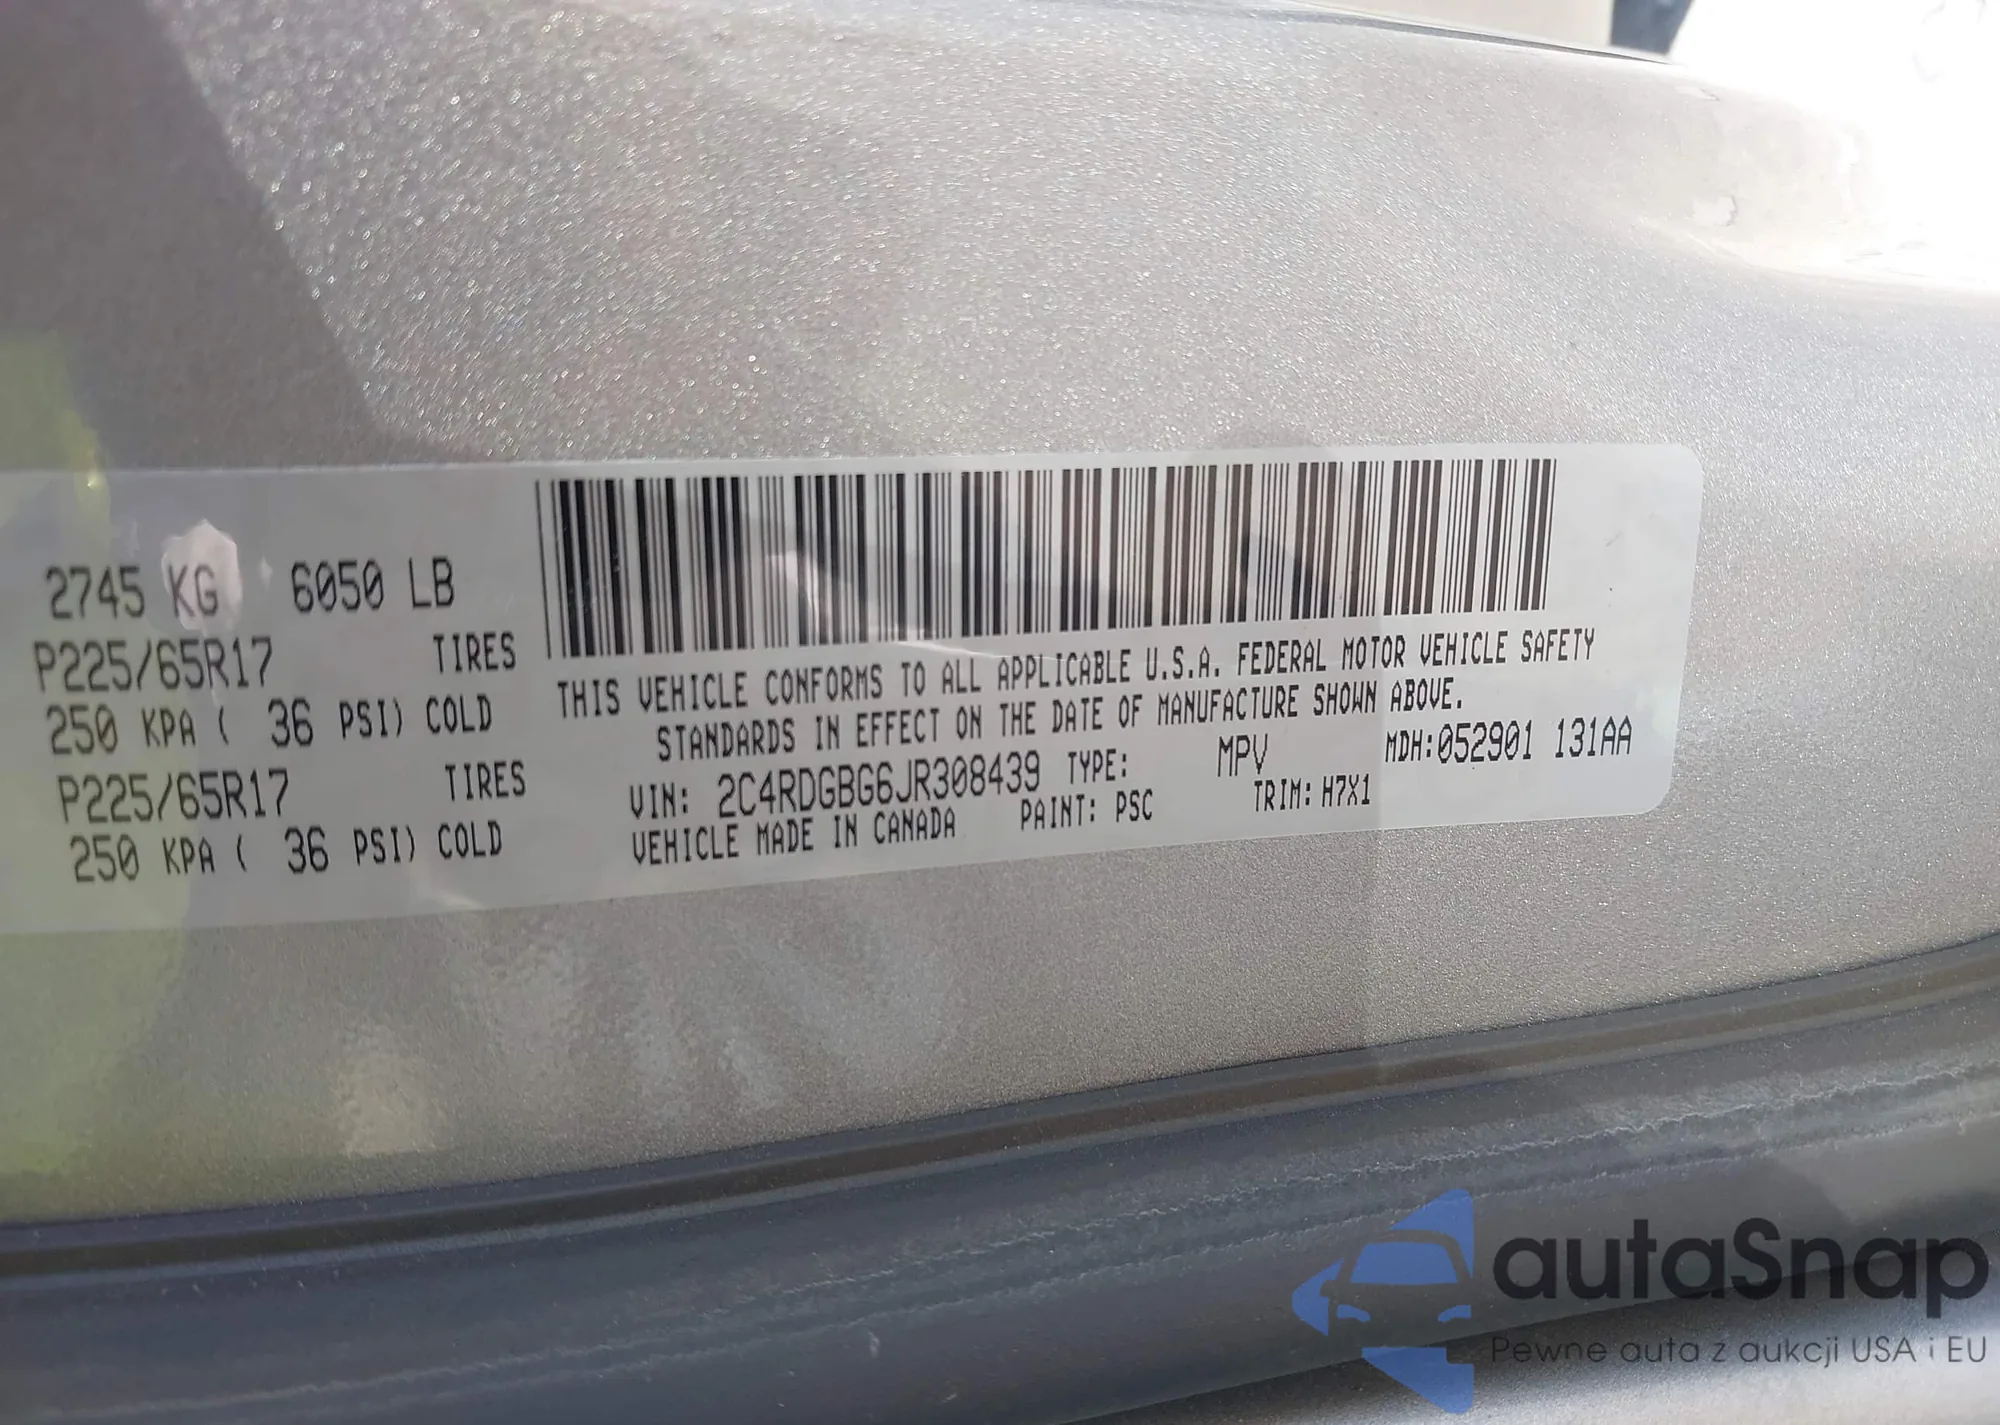 2745 KG 6050 LB
P225/65R17 TIRES
250 KPA ( 36 PSI) COLD
P225/65R17 TIRES
250 KPA ( 36 PSI) COLD
THIS VEHICLE CONFORMS TO ALL APPLICABLE U.S.A. FEDERAL MOTOR VEHICLE SAFETY
STANDARDS IN EFFECT ON THE DATE OF MANUFACTURE SHOWN ABOVE.
VIN: 2C4RDGBG6JR308439 TYPE: MPV MDH:052901 131AA
VEHICLE MADE IN CANADA PAINT: PSC TRIM: H7X1
autaSnap
Pewne auta z aukcji USA i EU